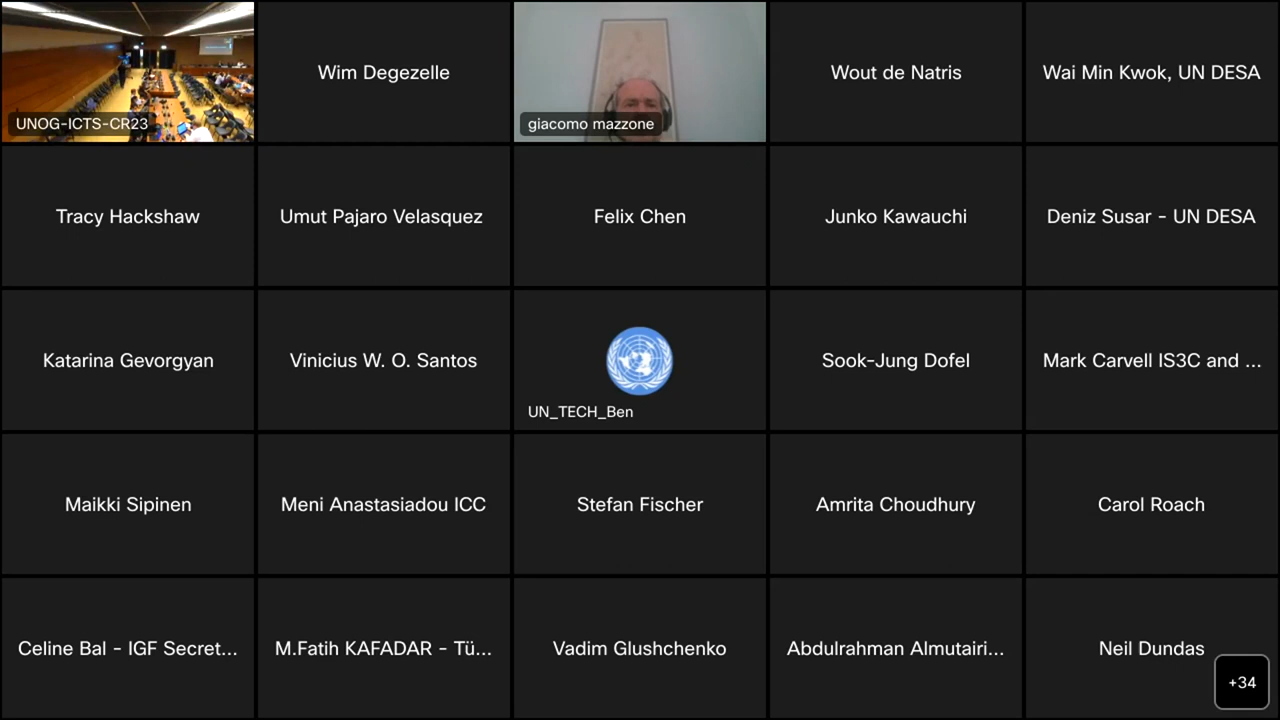 UNOG-ICTS-CR23
Wim Degezelle
giacomo mazzone
Wout de Natris
Wai Min Kwok, UN DESA
Tracy Hackshaw
Umut Pajaro Velasquez
Felix Chen
Junko Kawauchi
Deniz Susar - UN DESA
Katarina Gevorgyan
Vinicius W. O. Santos
UN_TECH_Ben
Sook-Jung Dofel
Mark Carvell IS3C and ...
Maikki Sipinen
Meni Anastasiadou ICC
Stefan Fischer
Amrita Choudhury
Carol Roach
Celine Bal - IGF Secret...
M.Fatih KAFADAR - Tü...
Vadim Glushchenko
Abdulrahman Almutairi...
Neil Dundas
+34